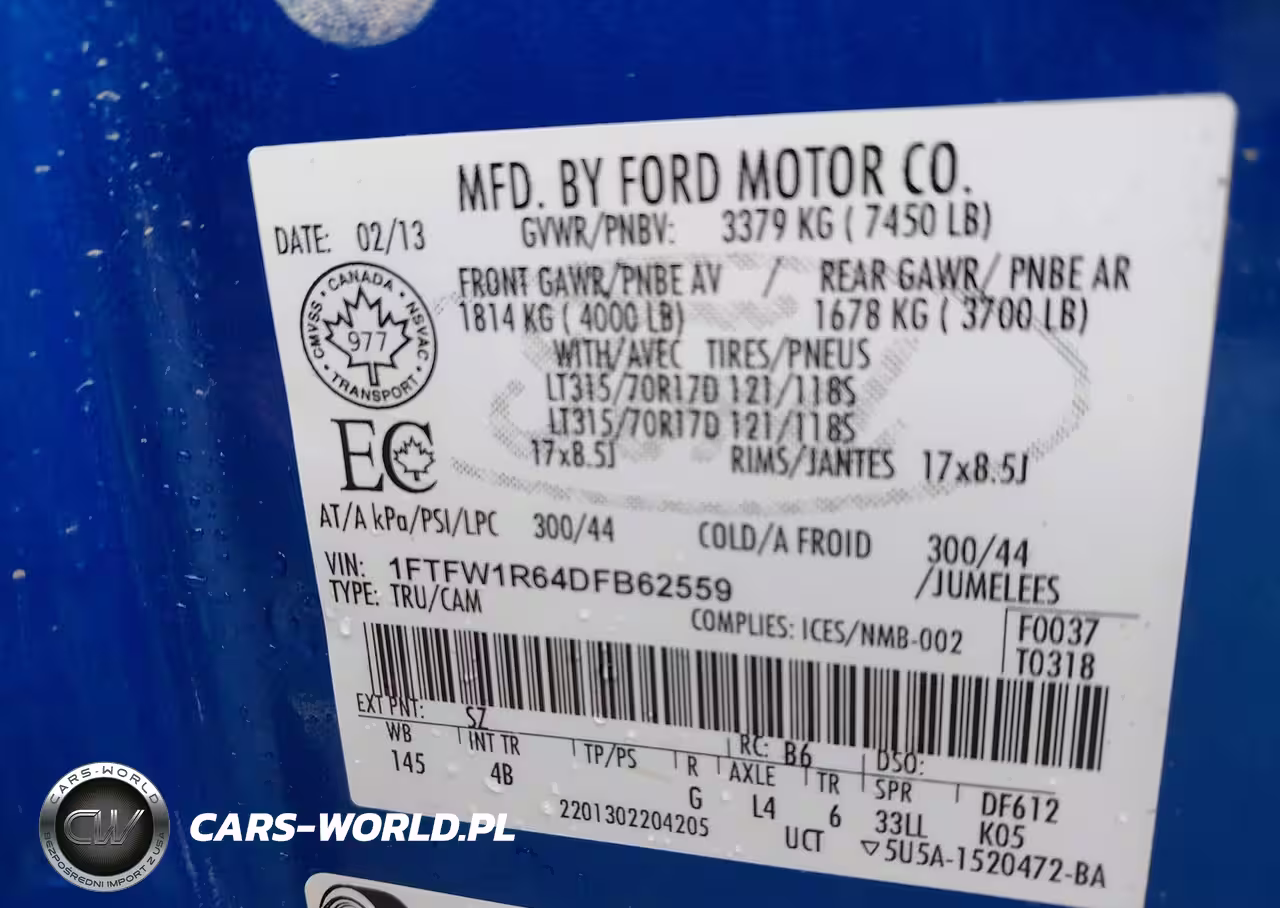 MFD. BY FORD MOTOR CO.
DATE: 02/13
GVWR/PNBV: 3379 KG ( 7450 LB)
FRONT GAWR/PNBE AV / REAR GAWR/ PNBE AR
1814 KG ( 4000 LB) 1678 KG ( 3700 LB)
WITH/AVEC TIRES/PNEUS
LT315/70R17D 121/118S
LT315/70R17D 121/118S
17x8.5J RIMS/JANTES 17x8.5J
CANADA
CMVSS 977 NSVAC
TRANSPORT
EC
AT/A kPa/PSI/LPC 300/44 COLD/A FROID 300/44
VIN: 1FTFW1R64DFB62559 /JUMELEES
TYPE: TRU/CAM
COMPLIES: ICES/NMB-002
F0037
T0318
EXT PNT: SZ RC: B6 DSO:
WB INT TR TP/PS R AXLE TR SPR DF612
145 4B G L4 6 33LL K05
2201302204205 UCT ▽5U5A-1520472-BA
CARS-WORLD
CW
BEZPOŚREDNI IMPORT Z USA
CARS-WORLD.PL